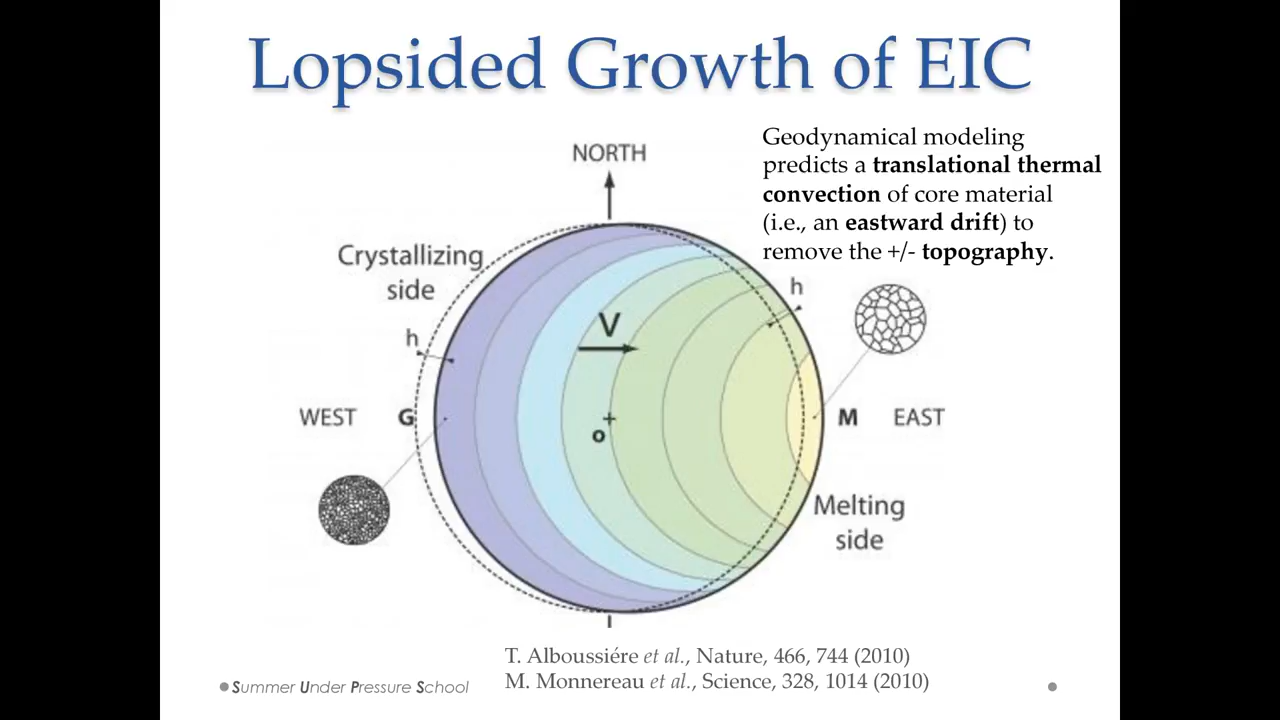 Lopsided Growth of EIC
Geodynamical modeling
predicts a translational thermal
convection of core material
(i.e., an eastward drift) to
remove the +/- topography.
NORTH
Crystallizing
side
h
h
V
WEST
G
o
M
EAST
Melting
side
T. Alboussiére et al., Nature, 466, 744 (2010)
M. Monnereau et al., Science, 328, 1014 (2010)
Summer Under Pressure School